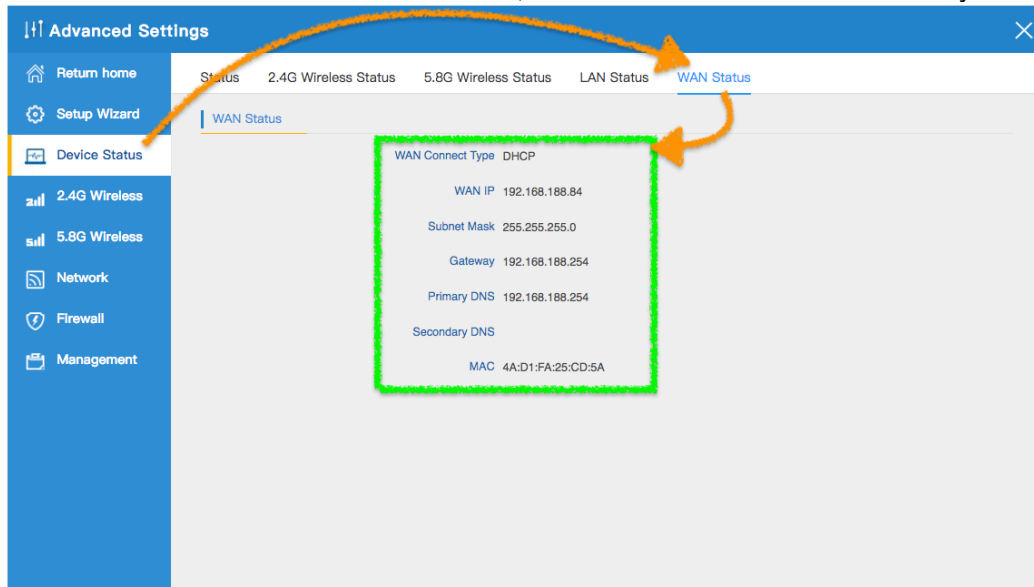 Advanced Settings
Return home
Setup Wizard
Device Status
2.4G Wireless
5.8G Wireless
Network
Firewall
Management
Status 2.4G Wireless Status 5.8G Wireless Status LAN Status WAN Status
WAN Status
WAN Connect Type DHCP
WAN IP 192.168.188.84
Subnet Mask 255.255.255.0
Gateway 192.168.188.254
Primary DNS 192.168.188.254
Secondary DNS
MAC 4A:D1:FA:25:CD:5A